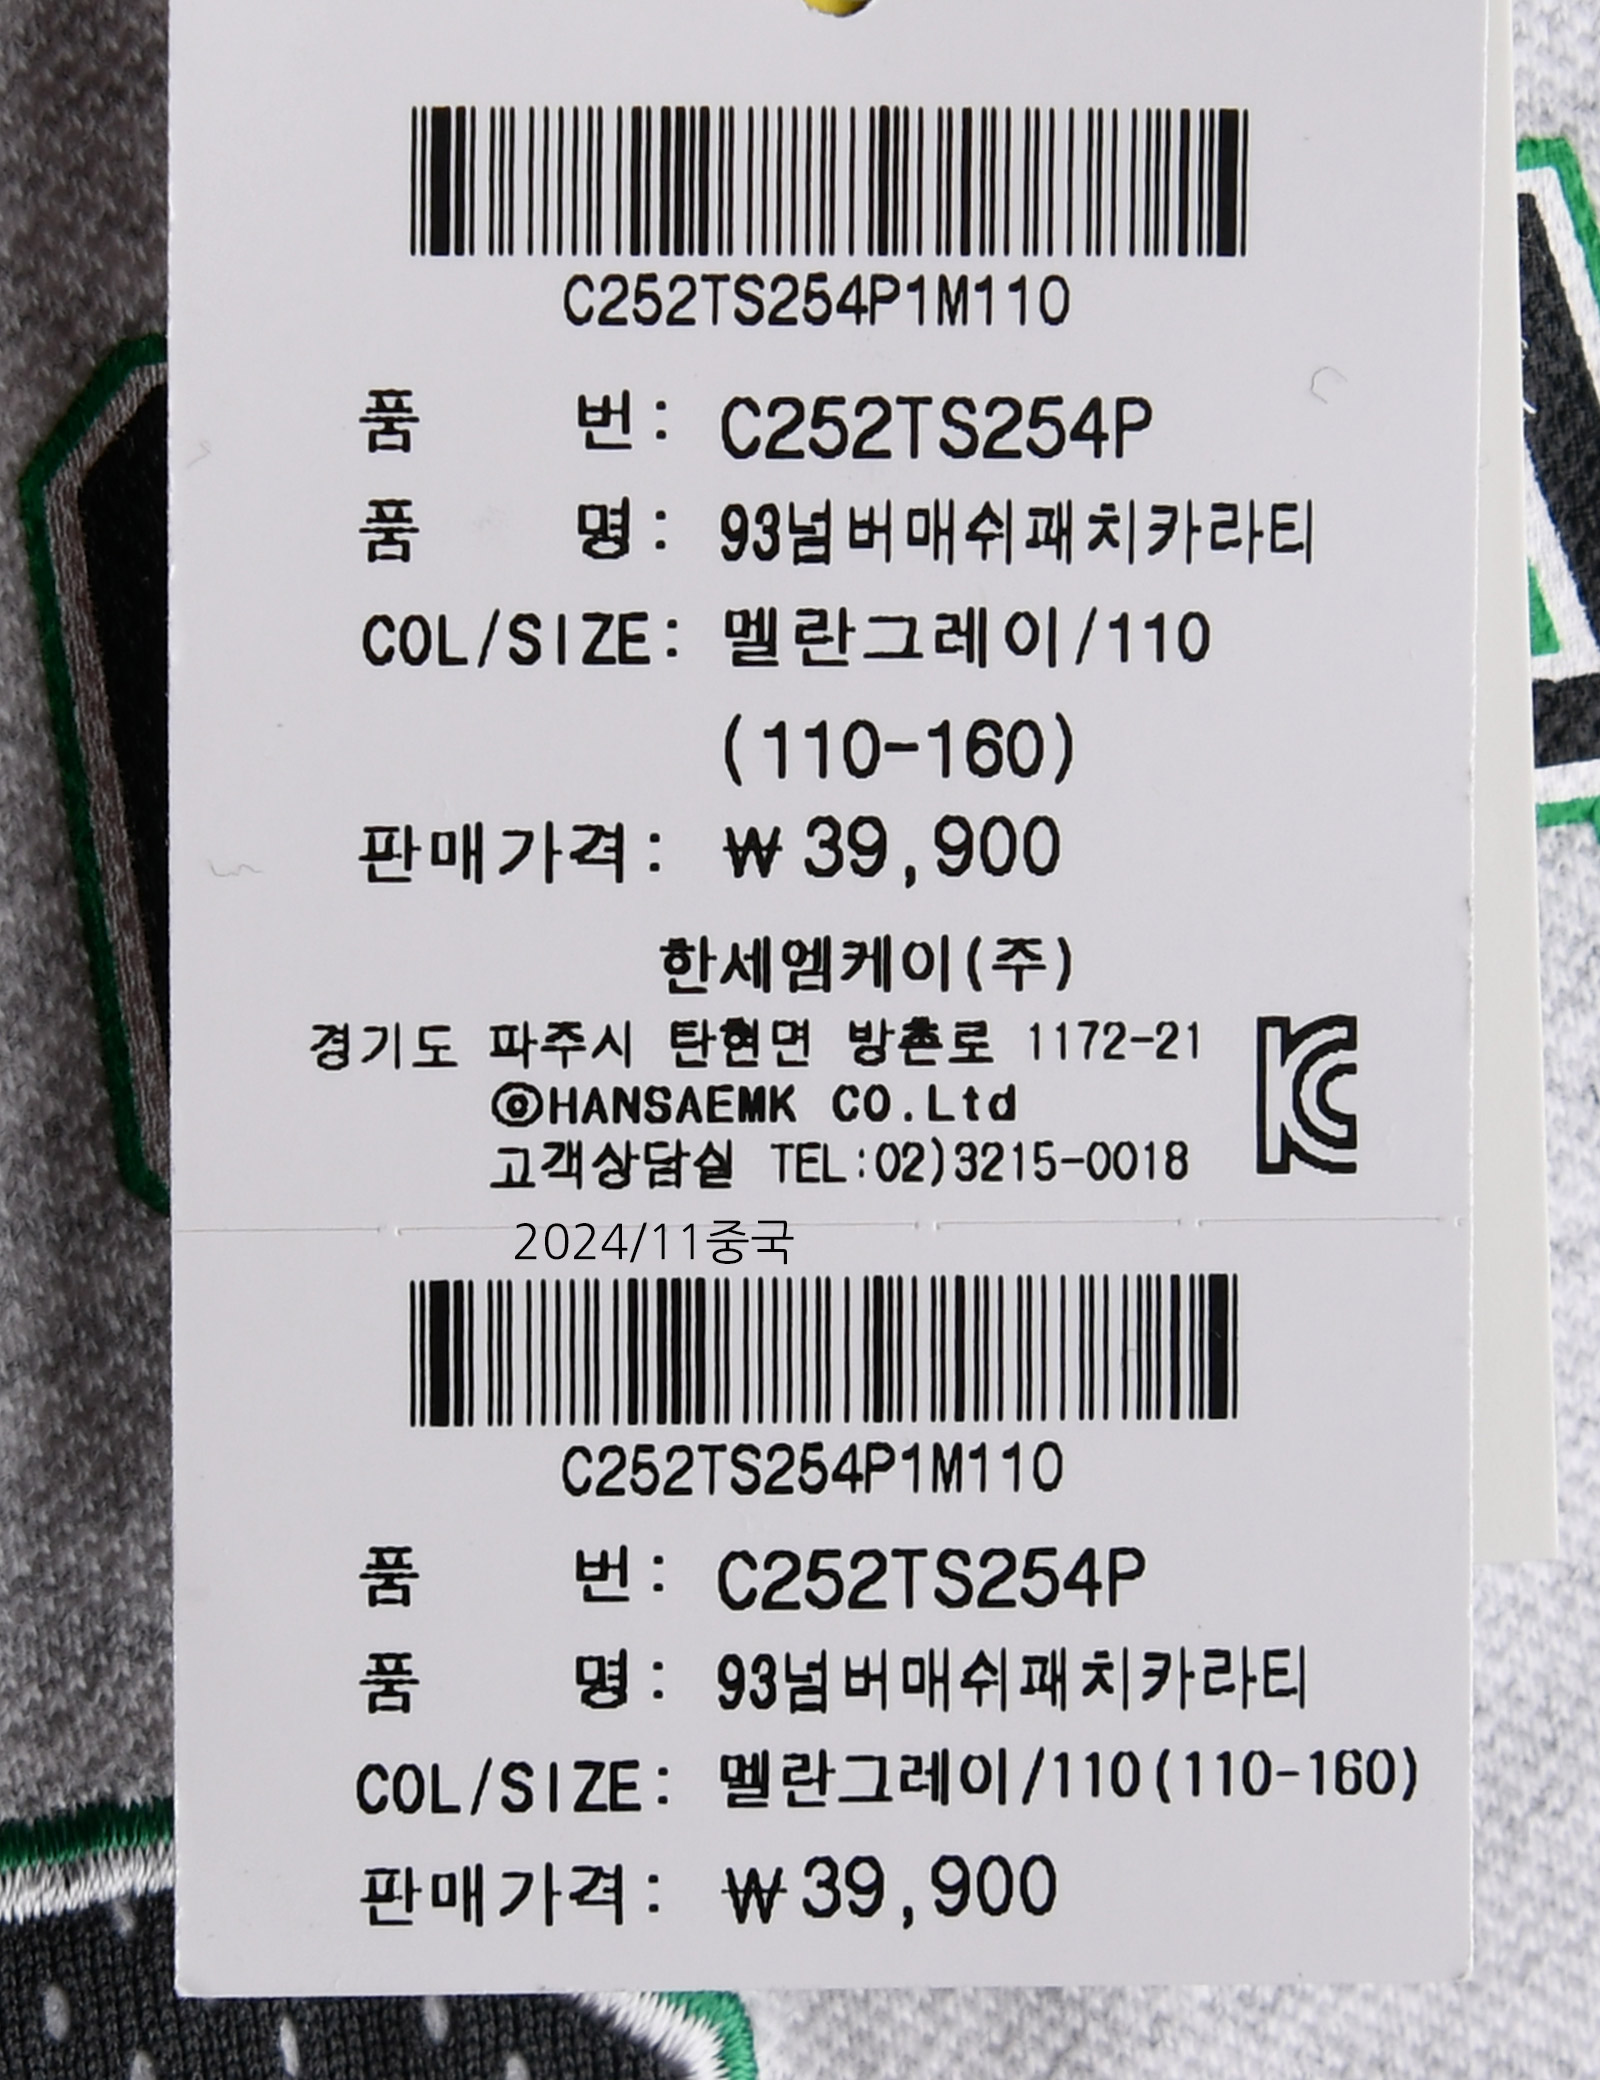 C252TS254P1M110
품 번: C252TS254P
품 명: 93넘버매쉬패치카라티
COL/SIZE: 멜란그레이/110
(110-160)
판매가격: ₩39,900
한세엠케이(주)
경기도 파주시 탄현면 방촌로 1172-21
◎HANSAEMK CO.Ltd
고객상담실 TEL:02)3215-0018
KC
2024/11중국
C252TS254P1M110
품 번: C252TS254P
품 명: 93넘버매쉬패치카라티
COL/SIZE: 멜란그레이/110(110-160)
판매가격: ₩39,900